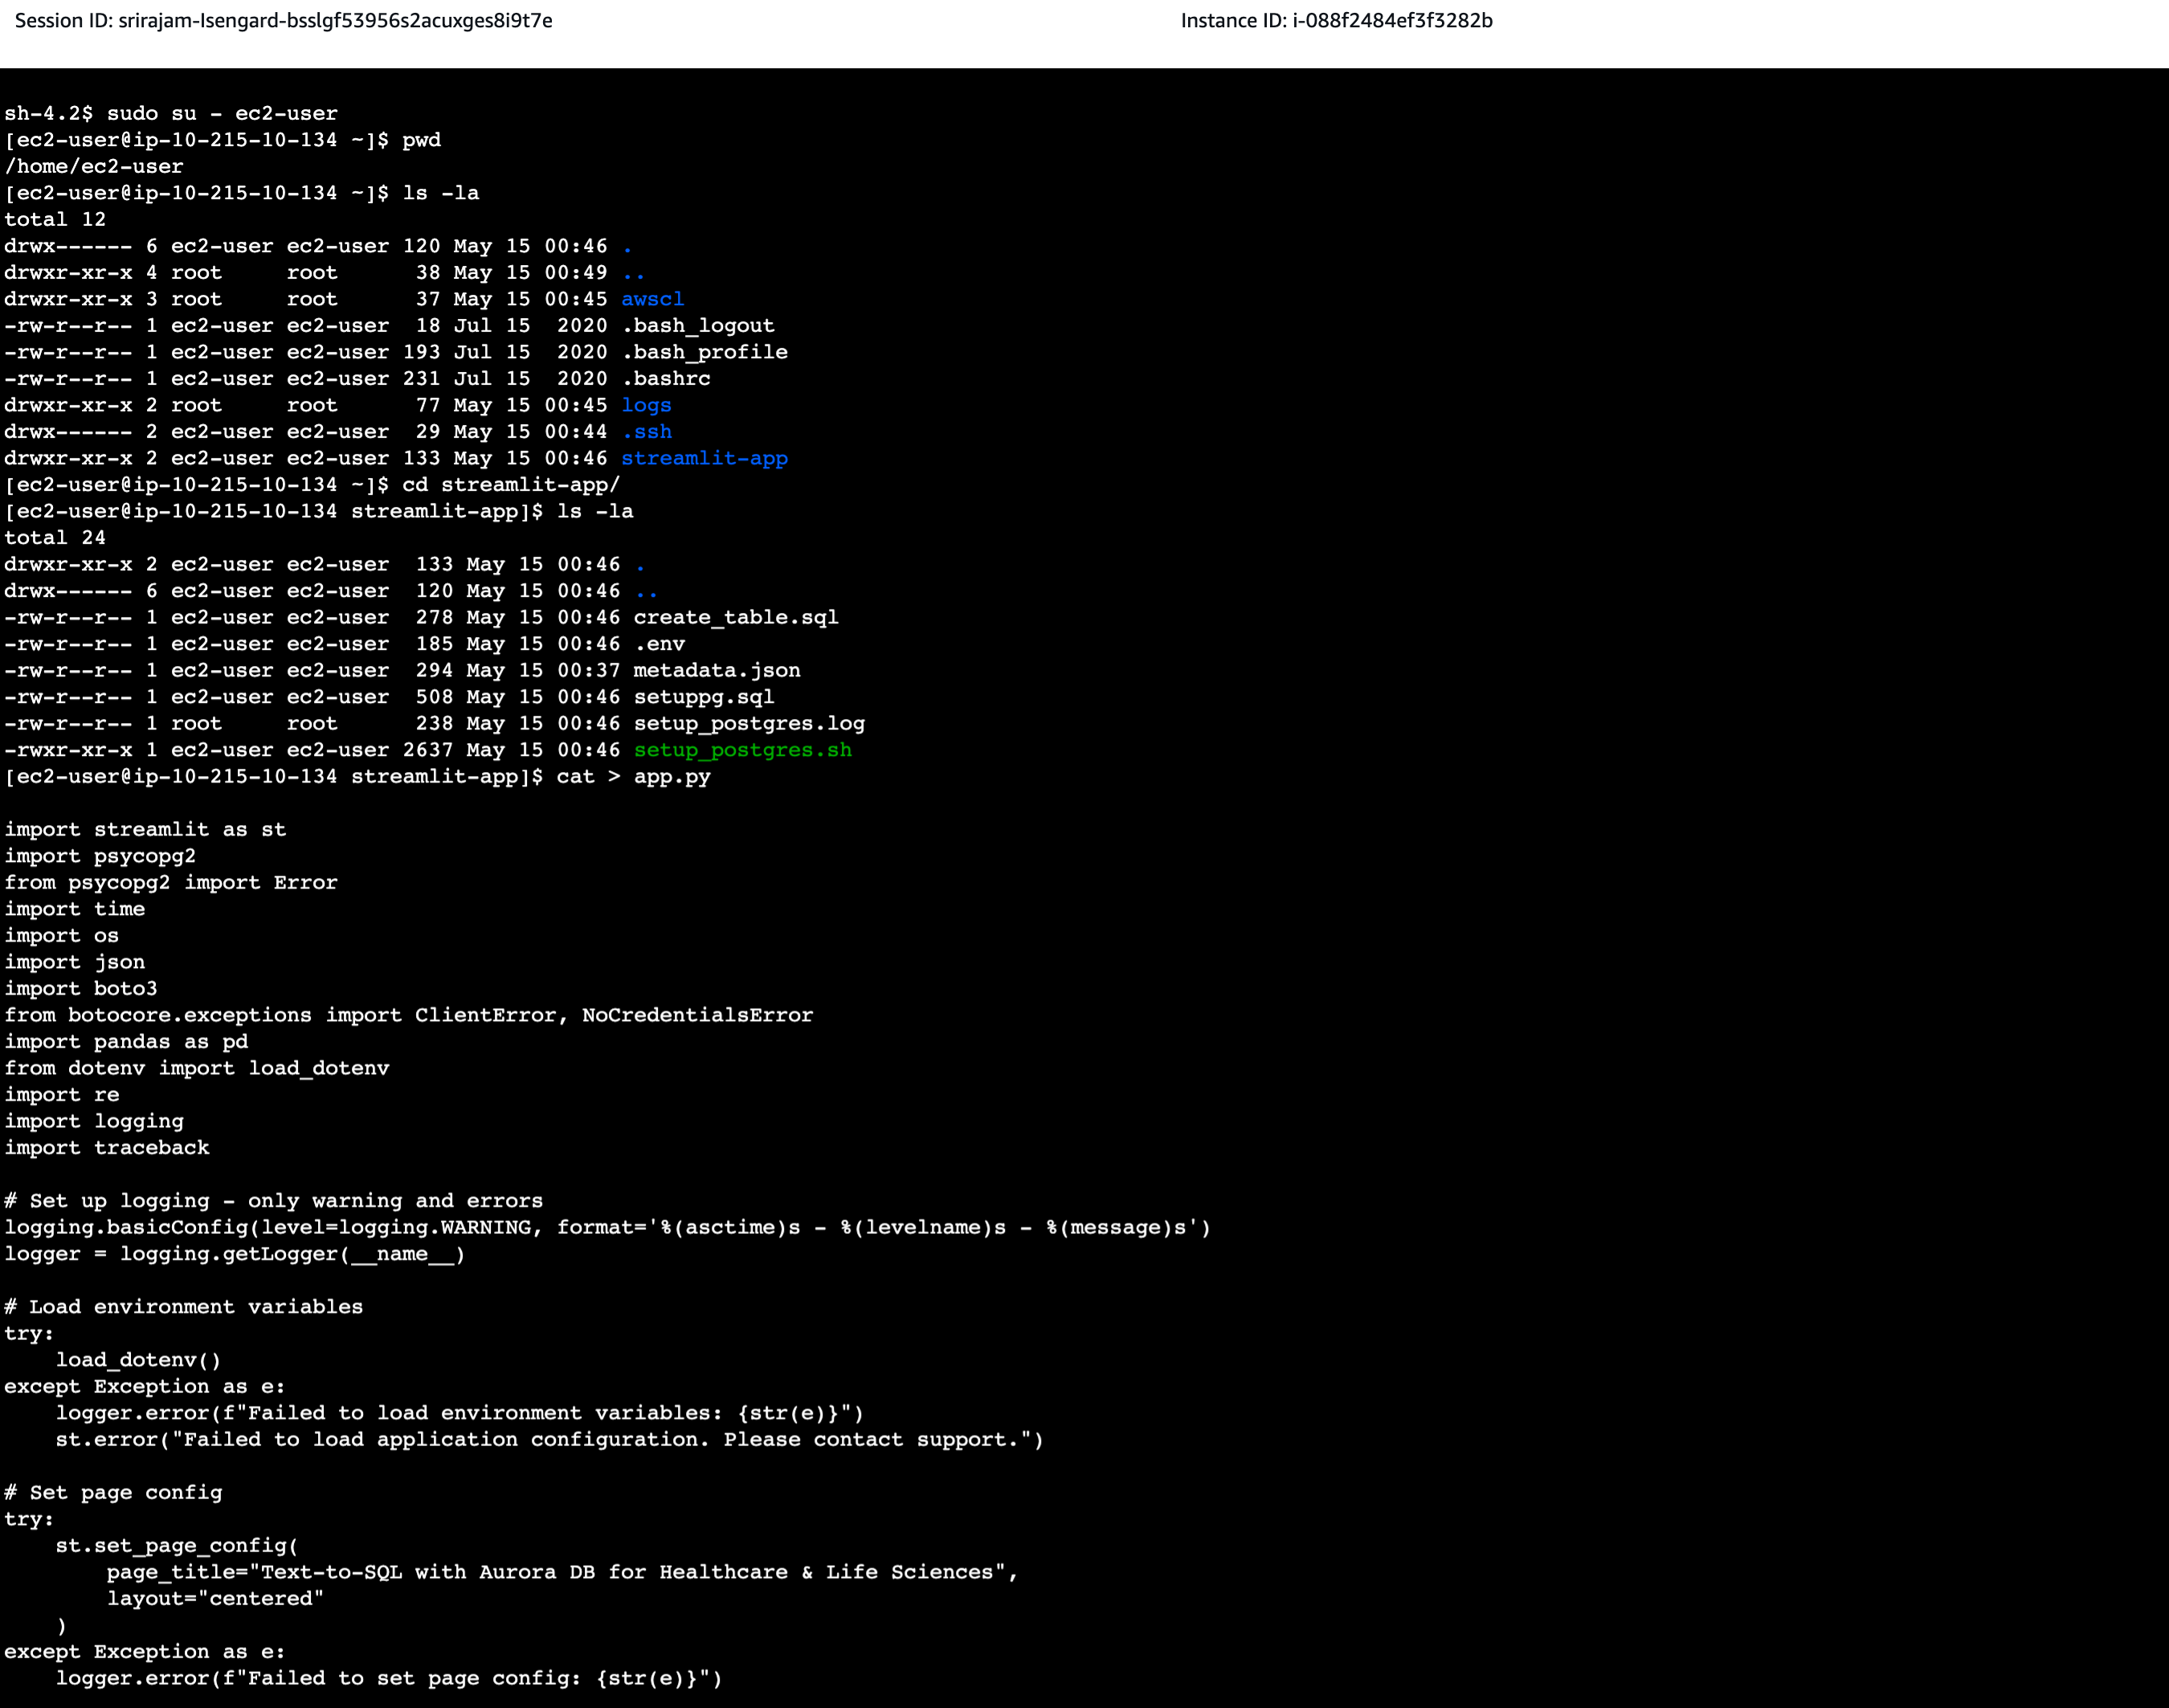 Session ID: srirajam-Isengard-bsslgf53956s2acuxges8i9t7e
Instance ID: i-088f2484ef3f3282b
sh-4.2$ sudo su - ec2-user
[ec2-user@ip-10-215-10-134 ~]$ pwd
/home/ec2-user
[ec2-user@ip-10-215-10-134 ~]$ ls -la
total 12
drwx------ 6 ec2-user ec2-user 120 May 15 00:46 .
drwxr-xr-x 4 root     root      38 May 15 00:49 ..
drwxr-xr-x 3 root     root      37 May 15 00:45 awscl
-rw-r--r-- 1 ec2-user ec2-user  18 Jul 15  2020 .bash_logout
-rw-r--r-- 1 ec2-user ec2-user 193 Jul 15  2020 .bash_profile
-rw-r--r-- 1 ec2-user ec2-user 231 Jul 15  2020 .bashrc
drwxr-xr-x 2 root     root      77 May 15 00:45 logs
drwx------ 2 ec2-user ec2-user  29 May 15 00:44 .ssh
drwxr-xr-x 2 ec2-user ec2-user 133 May 15 00:46 streamlit-app
[ec2-user@ip-10-215-10-134 ~]$ cd streamlit-app/
[ec2-user@ip-10-215-10-134 streamlit-app]$ ls -la
total 24
drwxr-xr-x 2 ec2-user ec2-user  133 May 15 00:46 .
drwx------ 6 ec2-user ec2-user  120 May 15 00:46 ..
-rw-r--r-- 1 ec2-user ec2-user  278 May 15 00:46 create_table.sql
-rw-r--r-- 1 ec2-user ec2-user  185 May 15 00:46 .env
-rw-r--r-- 1 ec2-user ec2-user  294 May 15 00:37 metadata.json
-rw-r--r-- 1 ec2-user ec2-user  508 May 15 00:46 setuppg.sql
-rw-r--r-- 1 root     root      238 May 15 00:46 setup_postgres.log
-rwxr-xr-x 1 ec2-user ec2-user 2637 May 15 00:46 setup_postgres.sh
[ec2-user@ip-10-215-10-134 streamlit-app]$ cat > app.py

import streamlit as st
import psycopg2
from psycopg2 import Error
import time
import os
import json
import boto3
from botocore.exceptions import ClientError, NoCredentialsError
import pandas as pd
from dotenv import load_dotenv
import re
import logging
import traceback

# Set up logging - only warning and errors
logging.basicConfig(level=logging.WARNING, format='%(asctime)s - %(levelname)s - %(message)s')
logger = logging.getLogger(__name__)

# Load environment variables
try:
    load_dotenv()
except Exception as e:
    logger.error(f"Failed to load environment variables: {str(e)}")
    st.error("Failed to load application configuration. Please contact support.")

# Set page config
try:
    st.set_page_config(
        page_title="Text-to-SQL with Aurora DB for Healthcare & Life Sciences",
        layout="centered"
    )
except Exception as e:
    logger.error(f"Failed to set page config: {str(e)}")